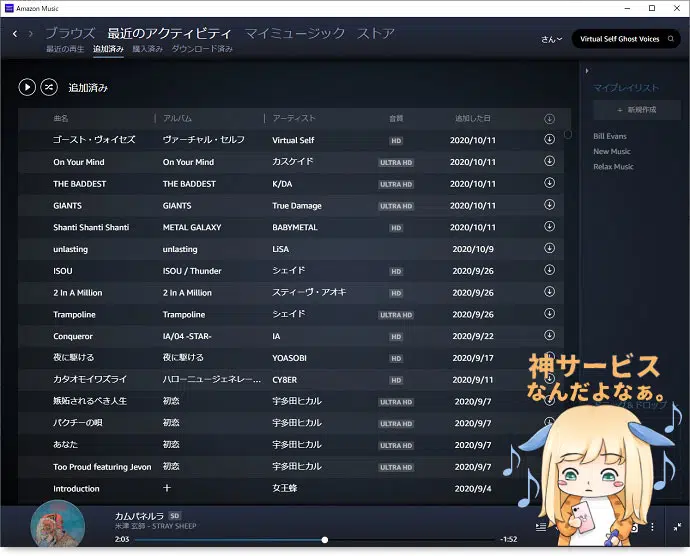 Amazon Music
ブラウズ 最近のアクティビティ マイミュージック ストア
最近の再生 追加済み 購入済み ダウンロード済み
さん
Virtual Self Ghost Voices
追加済み
マイプレイリスト
+ 新規作成
Bill Evans
New Music
Relax Music
曲名 アルバム アーティスト 音質 追加した日
ゴースト・ヴォイセズ ヴァーチャル・セルフ Virtual Self HD 2020/10/11
On Your Mind On Your Mind カスケイド ULTRA HD 2020/10/11
THE BADDEST THE BADDEST K/DA ULTRA HD 2020/10/11
GIANTS GIANTS True Damage ULTRA HD 2020/10/11
Shanti Shanti Shanti METAL GALAXY BABYMETAL HD 2020/10/11
unlasting unlasting LiSA 2020/10/9
ISOU ISOU / Thunder シェイド HD 2020/9/26
2 In A Million 2 In A Million スティーヴ・アオキ HD 2020/9/26
Trampoline Trampoline シェイド ULTRA HD 2020/9/26
Conqueror IA/04 -STAR- IA HD 2020/9/22
夜に駆ける 夜に駆ける YOASOBI HD 2020/9/17
カタオモイワズライ ハローニュージェネレー... CY8ER HD 2020/9/11
嫉妬されるべき人生 初恋 宇多田ヒカル ULTRA HD 2020/9/7
パクチーの唄 初恋 宇多田ヒカル ULTRA HD 2020/9/7
あなた 初恋 宇多田ヒカル ULTRA HD 2020/9/7
Too Proud featuring Jevon 初恋 宇多田ヒカル ULTRA HD 2020/9/7
Introduction 十 女王蜂 2020/9/4
神サービス
なんだよなぁ。
&ドロップ
カムパネルラ SD
米津 玄師 - STRAY SHEEP
2:03 -1:52